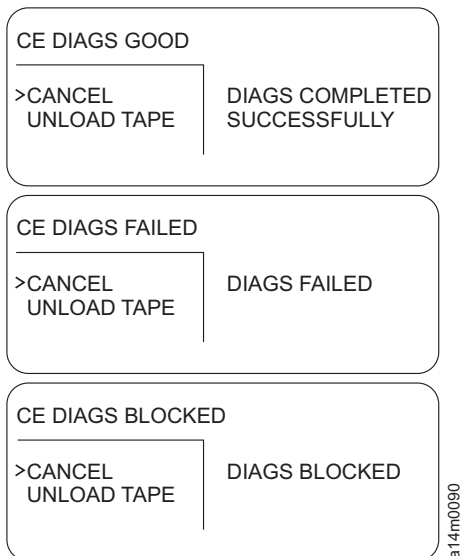 CE DIAGS GOOD
>CANCEL
UNLOAD TAPE
DIAGS COMPLETED
SUCCESSFULLY
CE DIAGS FAILED
>CANCEL
UNLOAD TAPE
DIAGS FAILED
CE DIAGS BLOCKED
>CANCEL
UNLOAD TAPE
DIAGS BLOCKED
a14m0090